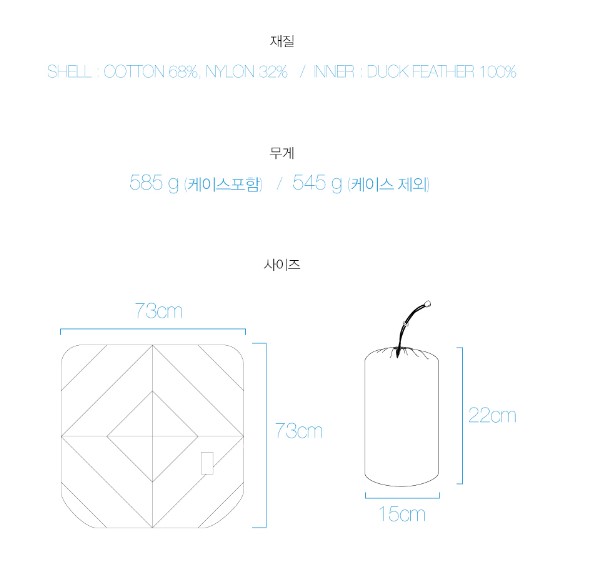 재질
SHELL : COTTON 68%, NYLON 32% / INNER : DUCK FEATHER 100%
무게
585 g (케이스포함) / 545 g (케이스 제외)
사이즈
73cm
73cm
22cm
15cm